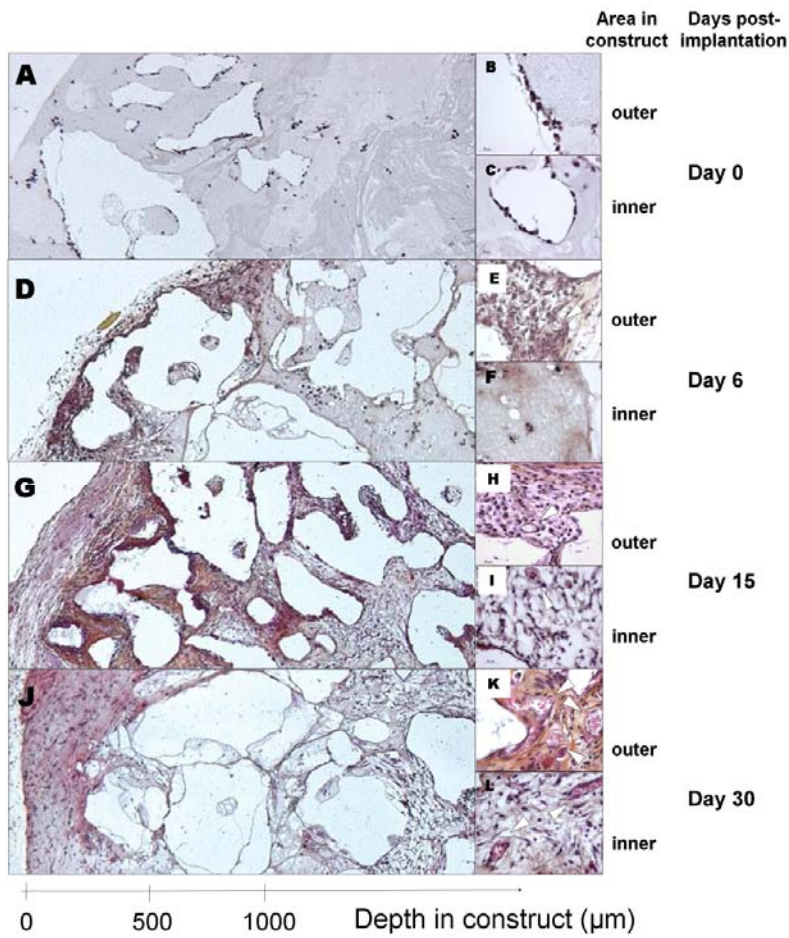 Area in construct
Days post-implantation
A
B
outer
C
inner
Day 0
D
E
outer
F
inner
Day 6
G
H
outer
I
inner
Day 15
J
K
outer
L
inner
Day 30
0 500 1000 Depth in construct (µm)